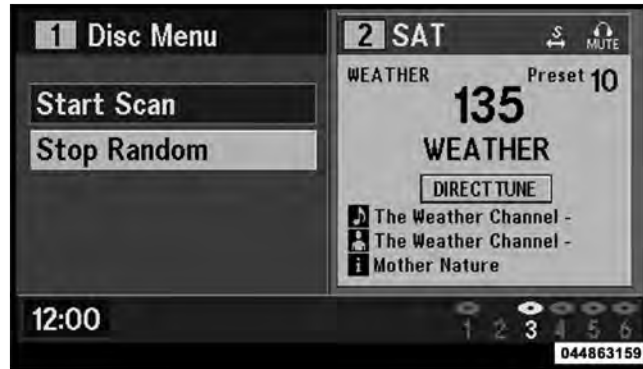 1 Disc Menu
Start Scan
Stop Random
2 SAT
S
MUTE
WEATHER
Preset 10
135
WEATHER
DIRECT TUNE
The Weather Channel -
The Weather Channel -
i Mother Nature
12:00
1 2 3 4 5 6
044863159